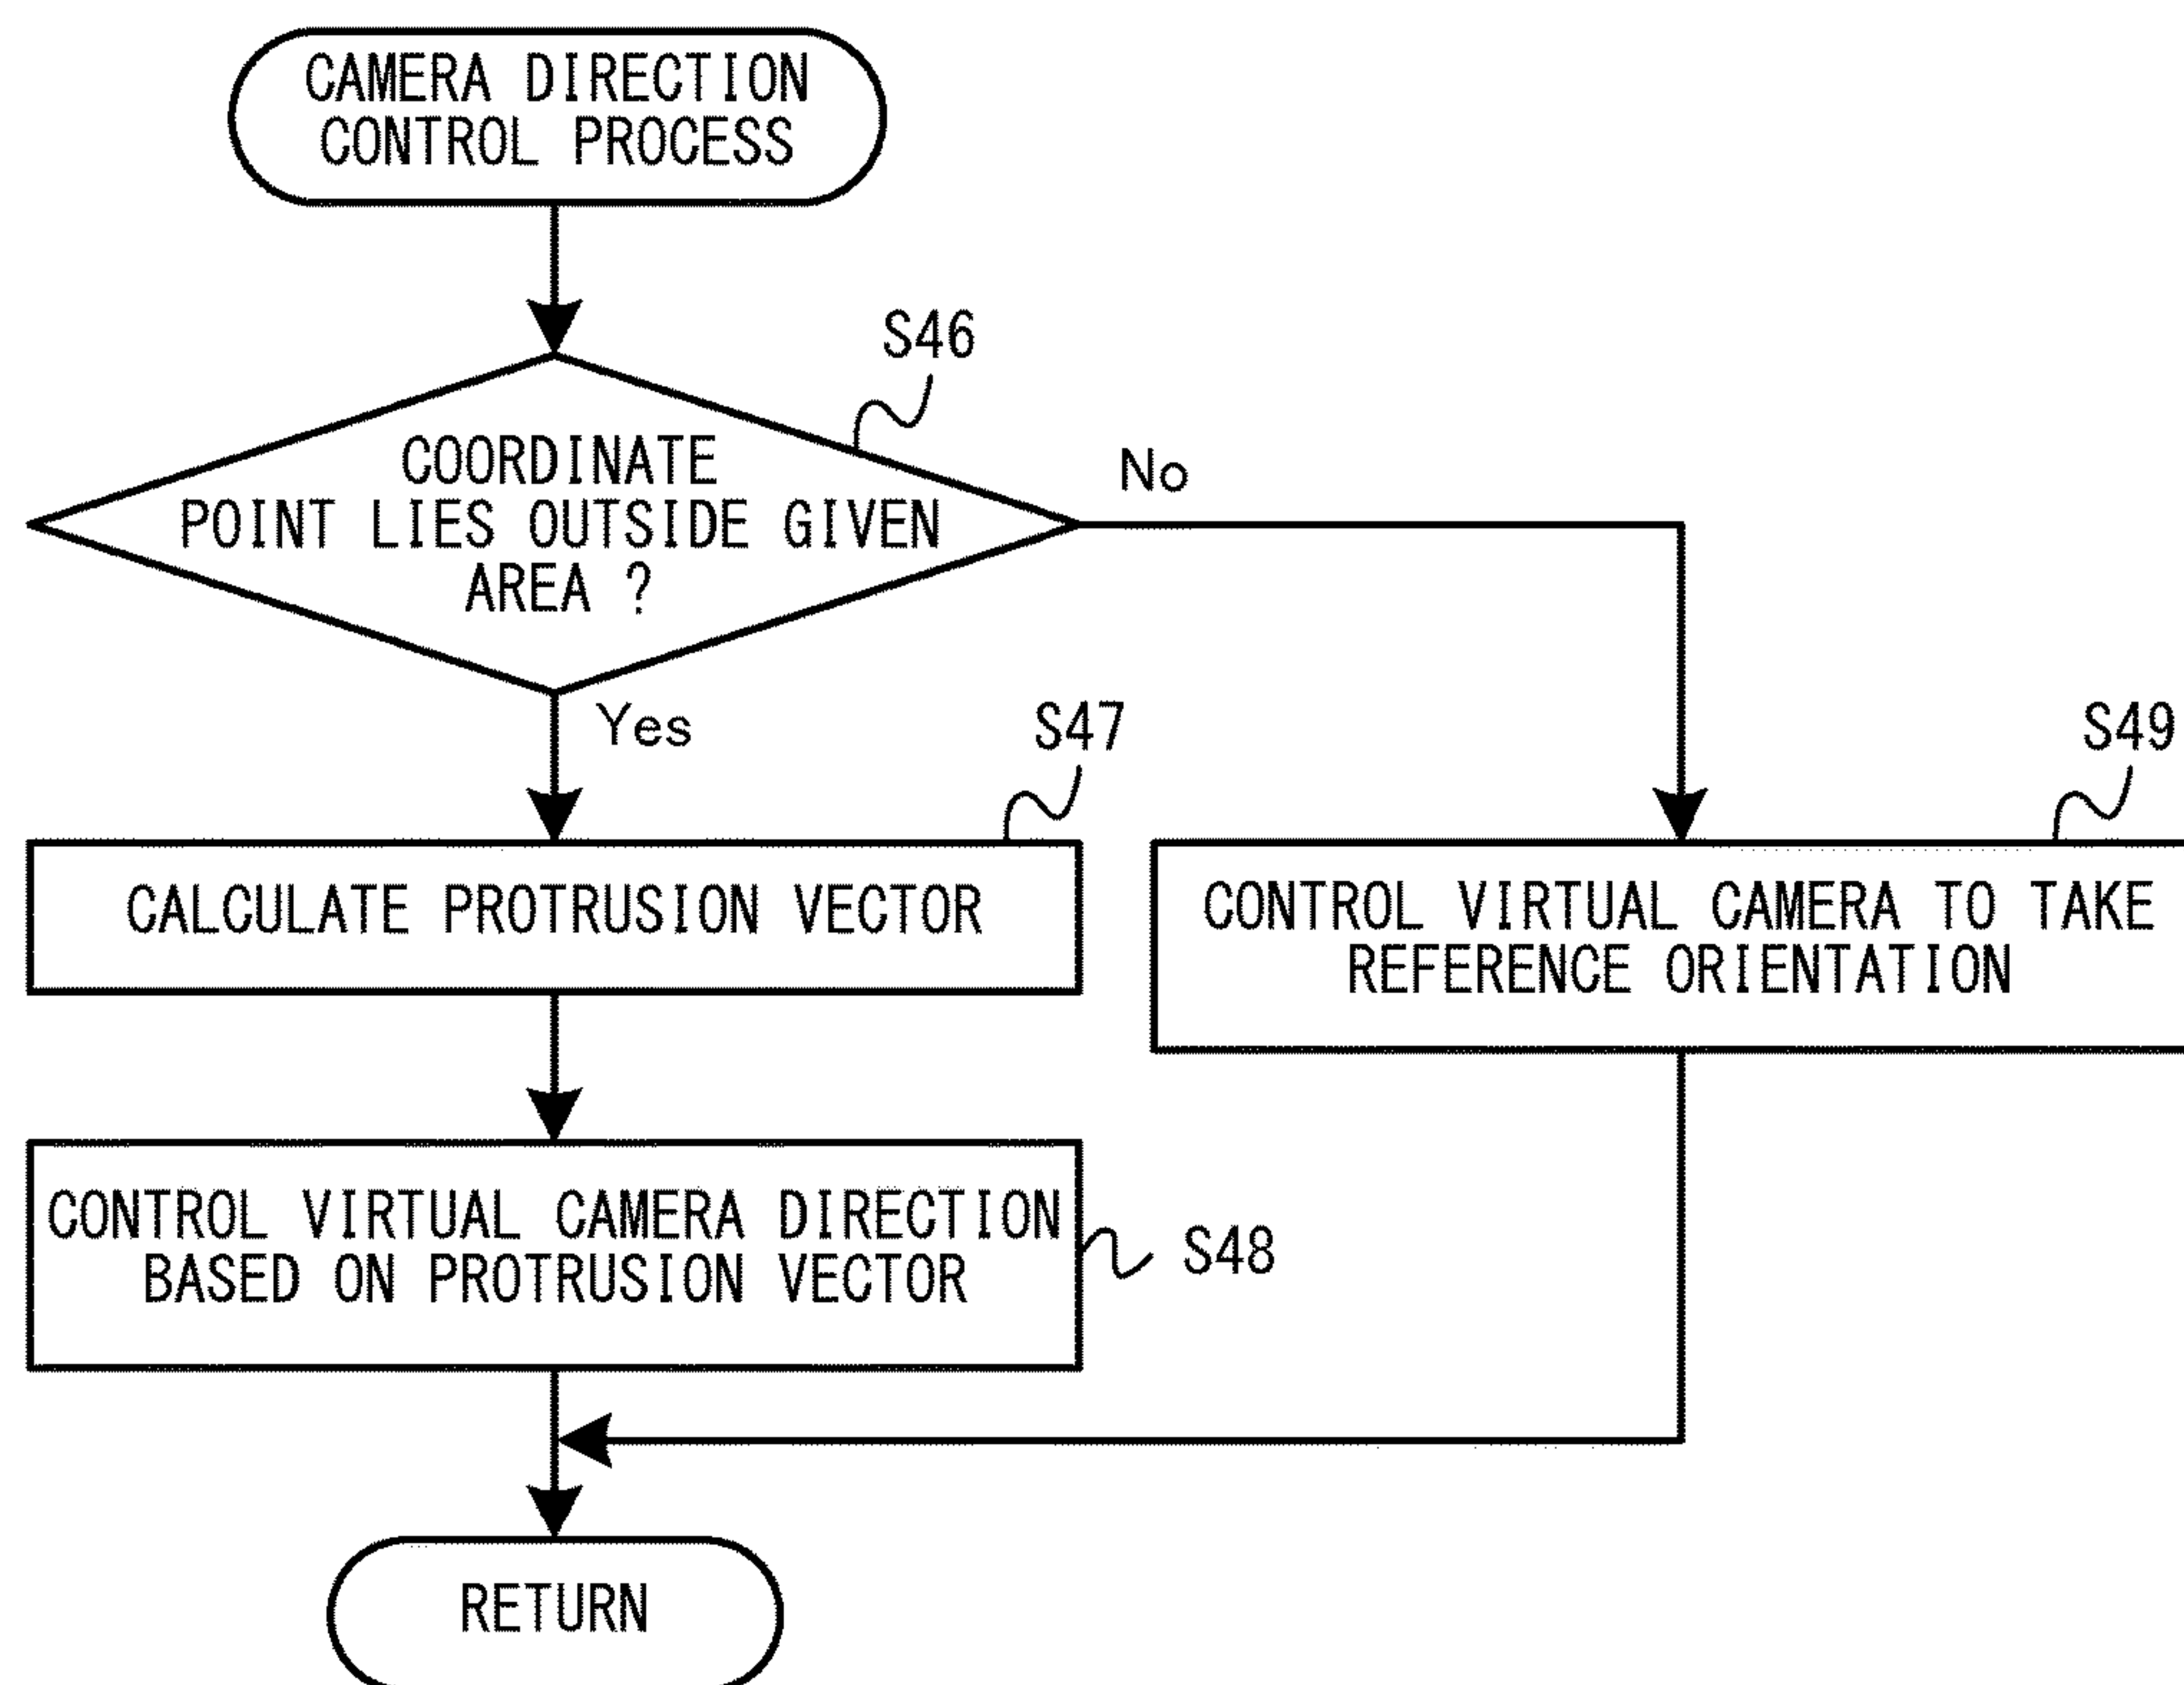 CAMERA DIRECTION
CONTROL PROCESS
S46
COORDINATE
POINT LIES OUTSIDE GIVEN
AREA ?
No
Yes
S47
CALCULATE PROTRUSION VECTOR
S49
CONTROL VIRTUAL CAMERA TO TAKE
REFERENCE ORIENTATION
CONTROL VIRTUAL CAMERA DIRECTION
BASED ON PROTRUSION VECTOR
S48
RETURN